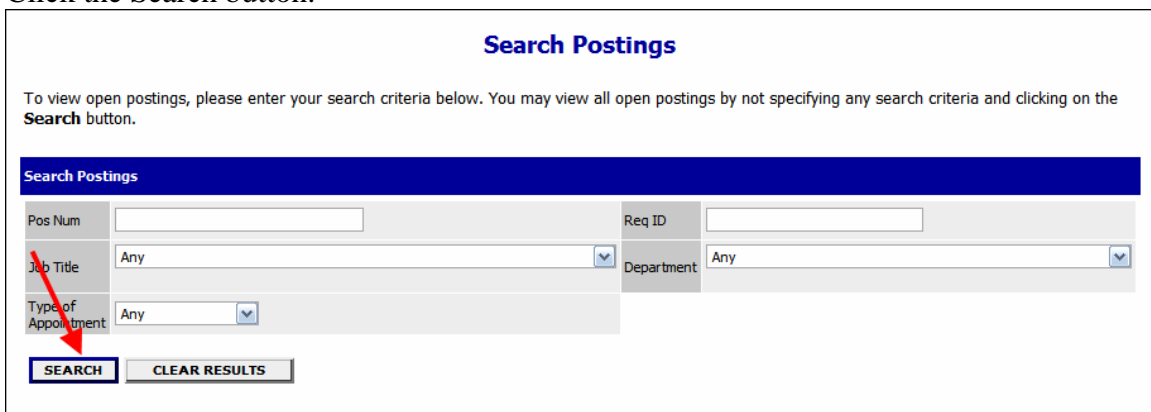 Click the Search button.
Search Postings
To view open postings, please enter your search criteria below. You may view all open postings by not specifying any search criteria and clicking on the
Search button.
Search Postings
Pos Num
Req ID
Job Title Any
Department Any
Type of
Appointment Any
SEARCH CLEAR RESULTS